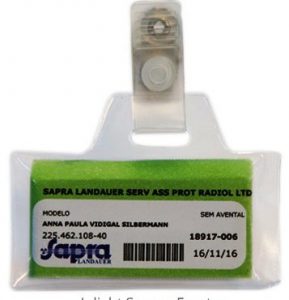 SAPRA LANDAUER SERV ASS PROT RADIOL LTD
MODELO SEM AVENTAL
ANNA PAULA VIDIGAL SILBERMANN
225.462.108-40 18917-006
Sapra
LANDAUER
16/11/16